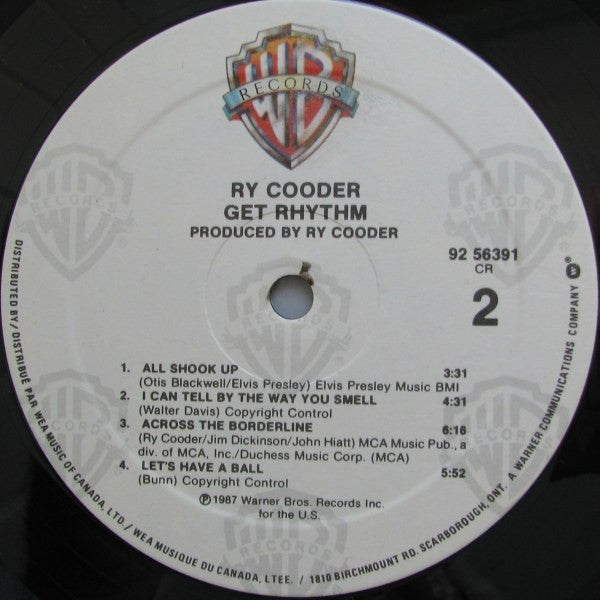 WB
RECORDS
RY COODER
GET RHYTHM
PRODUCED BY RY COODER
92 56391
CR
2
1. ALL SHOOK UP 3:31
(Otis Blackwell/Elvis Presley) Elvis Presley Music BMI
2. I CAN TELL BY THE WAY YOU SMELL 4:31
(Walter Davis) Copyright Control
3. ACROSS THE BORDERLINE 6:16
(Ry Cooder/Jim Dickinson/John Hiatt) MCA Music Pub., a
div. of MCA, Inc./Duchess Music Corp. (MCA)
4. LET'S HAVE A BALL 5:52
(Bunn) Copyright Control
℗1987 Warner Bros. Records Inc.
for the U.S.
DISTRIBUTED BY/DISTRIBUÉ PAR WEA MUSIC OF CANADA, LTD./WEA MUSIQUE DU CANADA, LTEE. / 1810 BIRCHMOUNT RD. SCARBOROUGH, ONT. A WARNER COMMUNICATIONS COMPANY W®